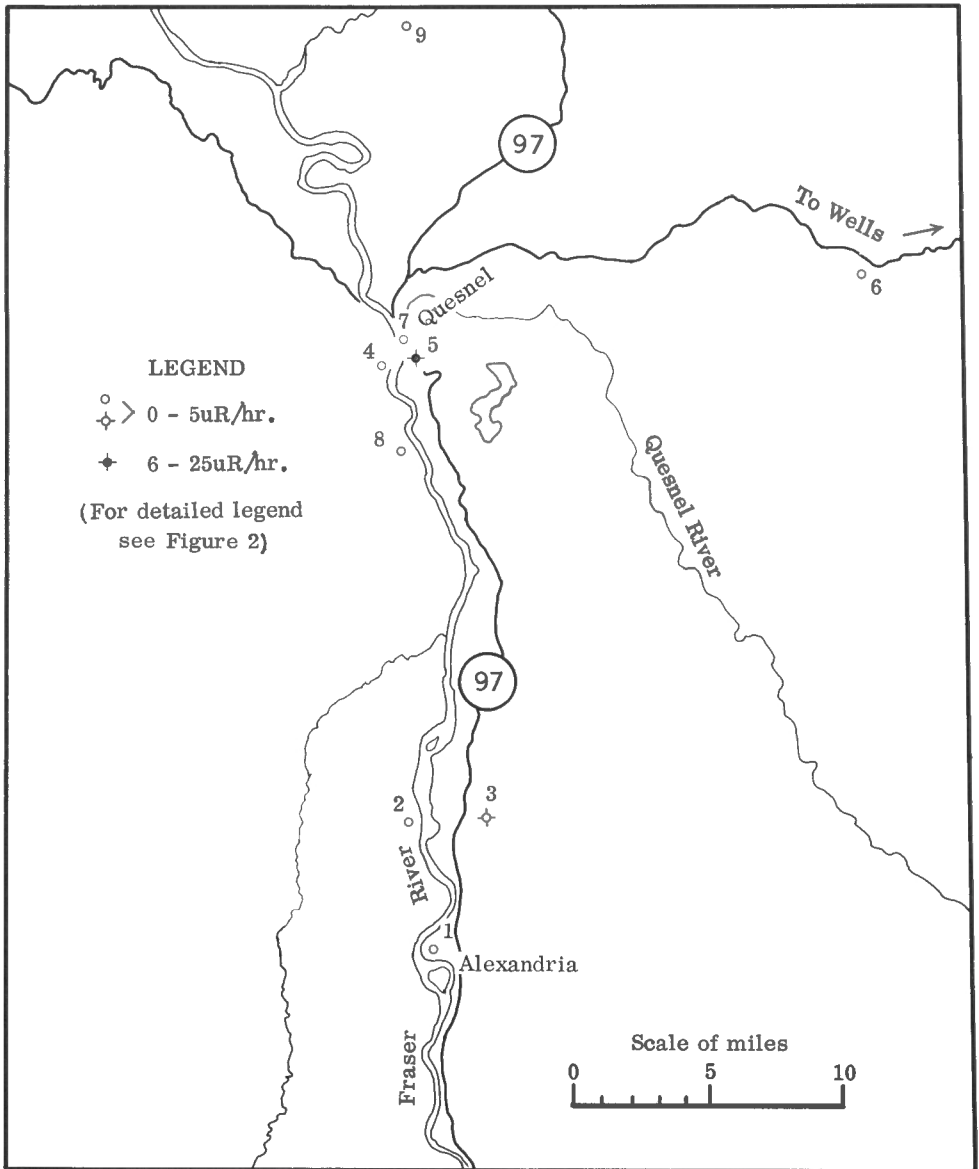 9
97
To Wells →
6
Quesnel
7
5
4
LEGEND
0 - 5uR/hr.
8
6 - 25uR/hr.
(For detailed legend
see Figure 2)
Quesnel River
97
3
2
River
1
Alexandria
Fraser
Scale of miles
0 5 10